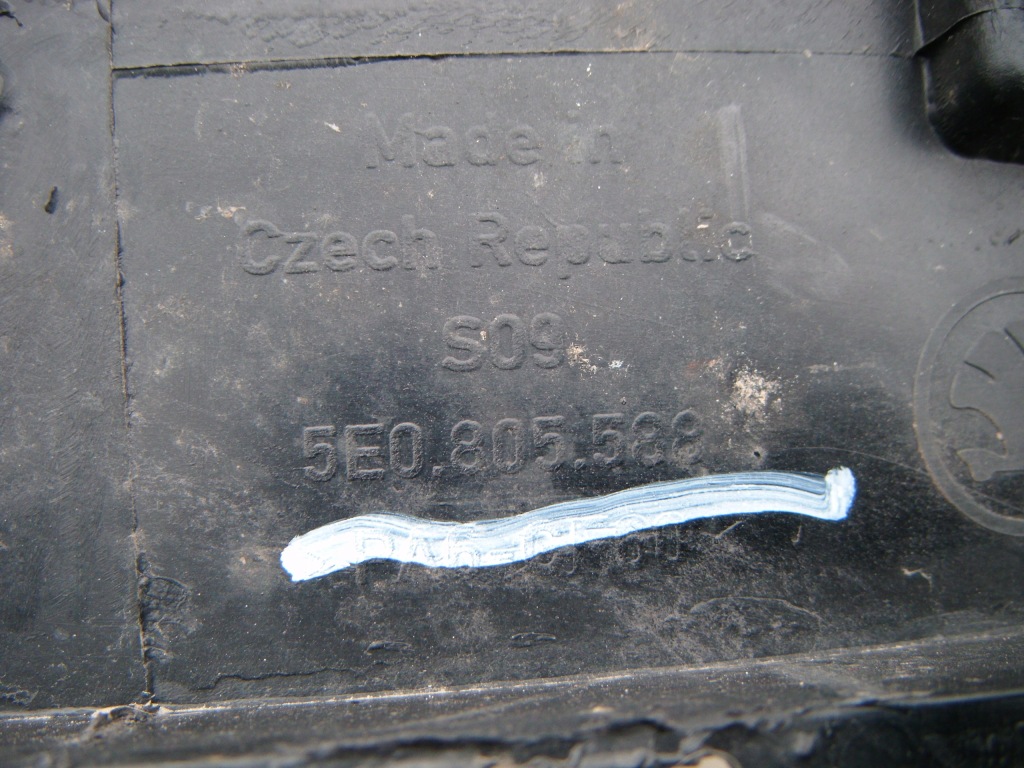 Made in
Czech Republic
S09
5E0.805.588